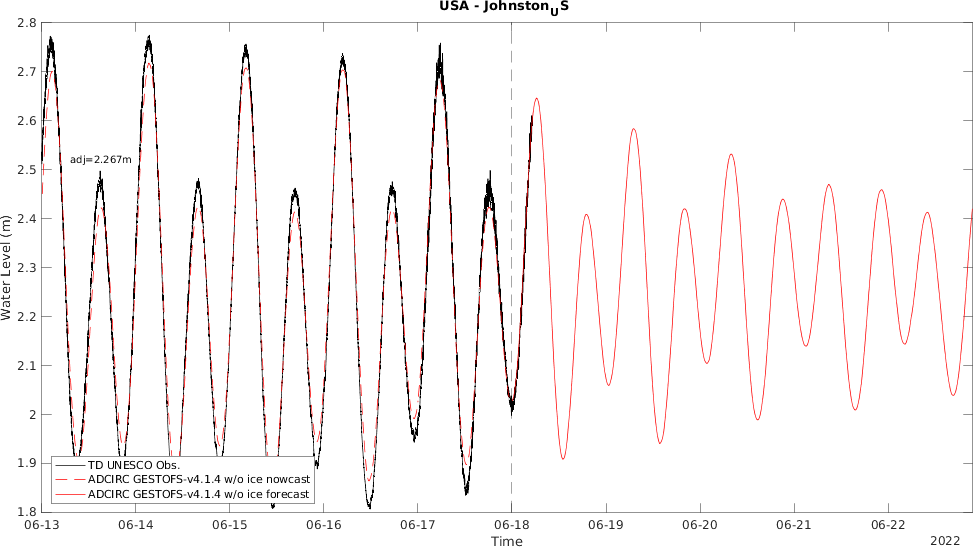 USA - Johnston_US
2.8
2.7
2.6
2.5
2.4
2.3
2.2
2.1
2
1.9
1.8
Water Level (m)
adj=2.267m
TD UNESCO Obs.
ADCIRC GESTOFS-v4.1.4 w/o ice nowcast
ADCIRC GESTOFS-v4.1.4 w/o ice forecast
06-13 06-14 06-15 06-16 06-17 06-18 06-19 06-20 06-21 06-22
Time
2022